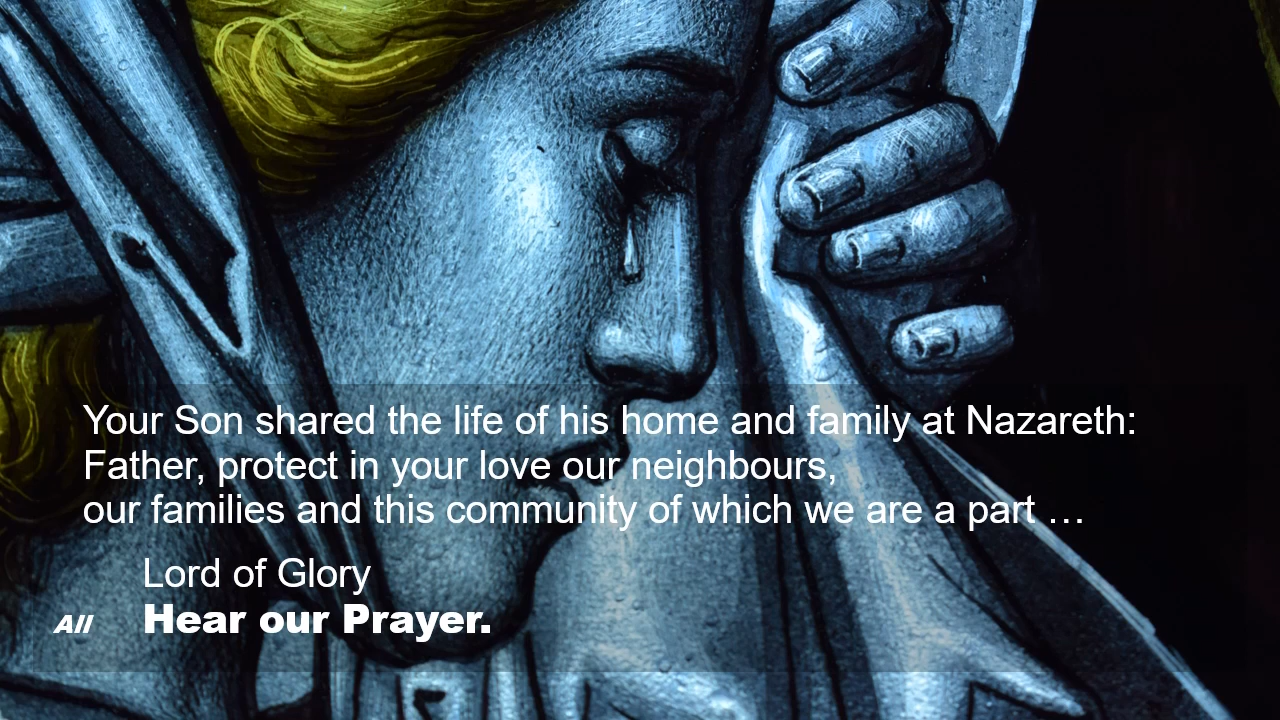 Your Son shared the life of his home and family at Nazareth:
Father, protect in your love our neighbours,
our families and this community of which we are a part …
Lord of Glory
All Hear our Prayer.